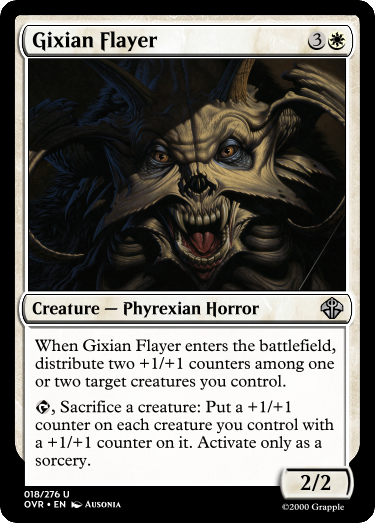 Gixian Flayer 3
Creature — Phyrexian Horror
When Gixian Flayer enters the battlefield,
distribute two +1/+1 counters among one
or two target creatures you control.
, Sacrifice a creature: Put a +1/+1
counter on each creature you control with
a +1/+1 counter on it. Activate only as a
sorcery.
2/2
018/276 U
OVR • EN Ausonia
©2000 Grapple